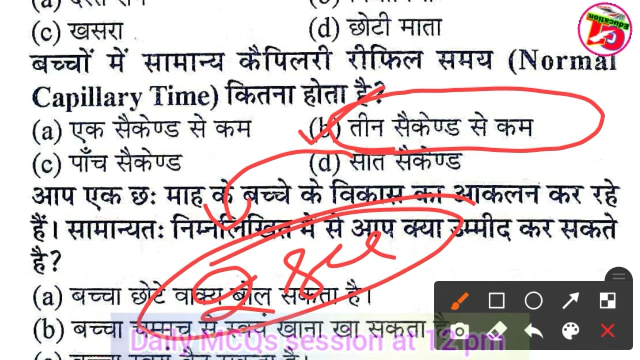 (c) खसरा (d) छोटी माता
बच्चों में सामान्य कैपिलरी रीफिल समय (Normal
Capillary Time) कितना होता है?
(a) एक सैकेण्ड से कम (b) तीन सैकेण्ड से कम
(c) पाँच सैकेण्ड (d) सात सैकेण्ड
आप एक छः माह के बच्चे के विकास का आकलन कर रहे
हैं। सामान्यतः निम्नलिखित में से आप क्या उम्मीद कर सकते
है?
(a) बच्चा छोटे वाक्य बोल सकता है।
(b) बच्चा चम्मच से स्वयं खाना खा सकता है
Daily MCQs session at 12 pm
Education